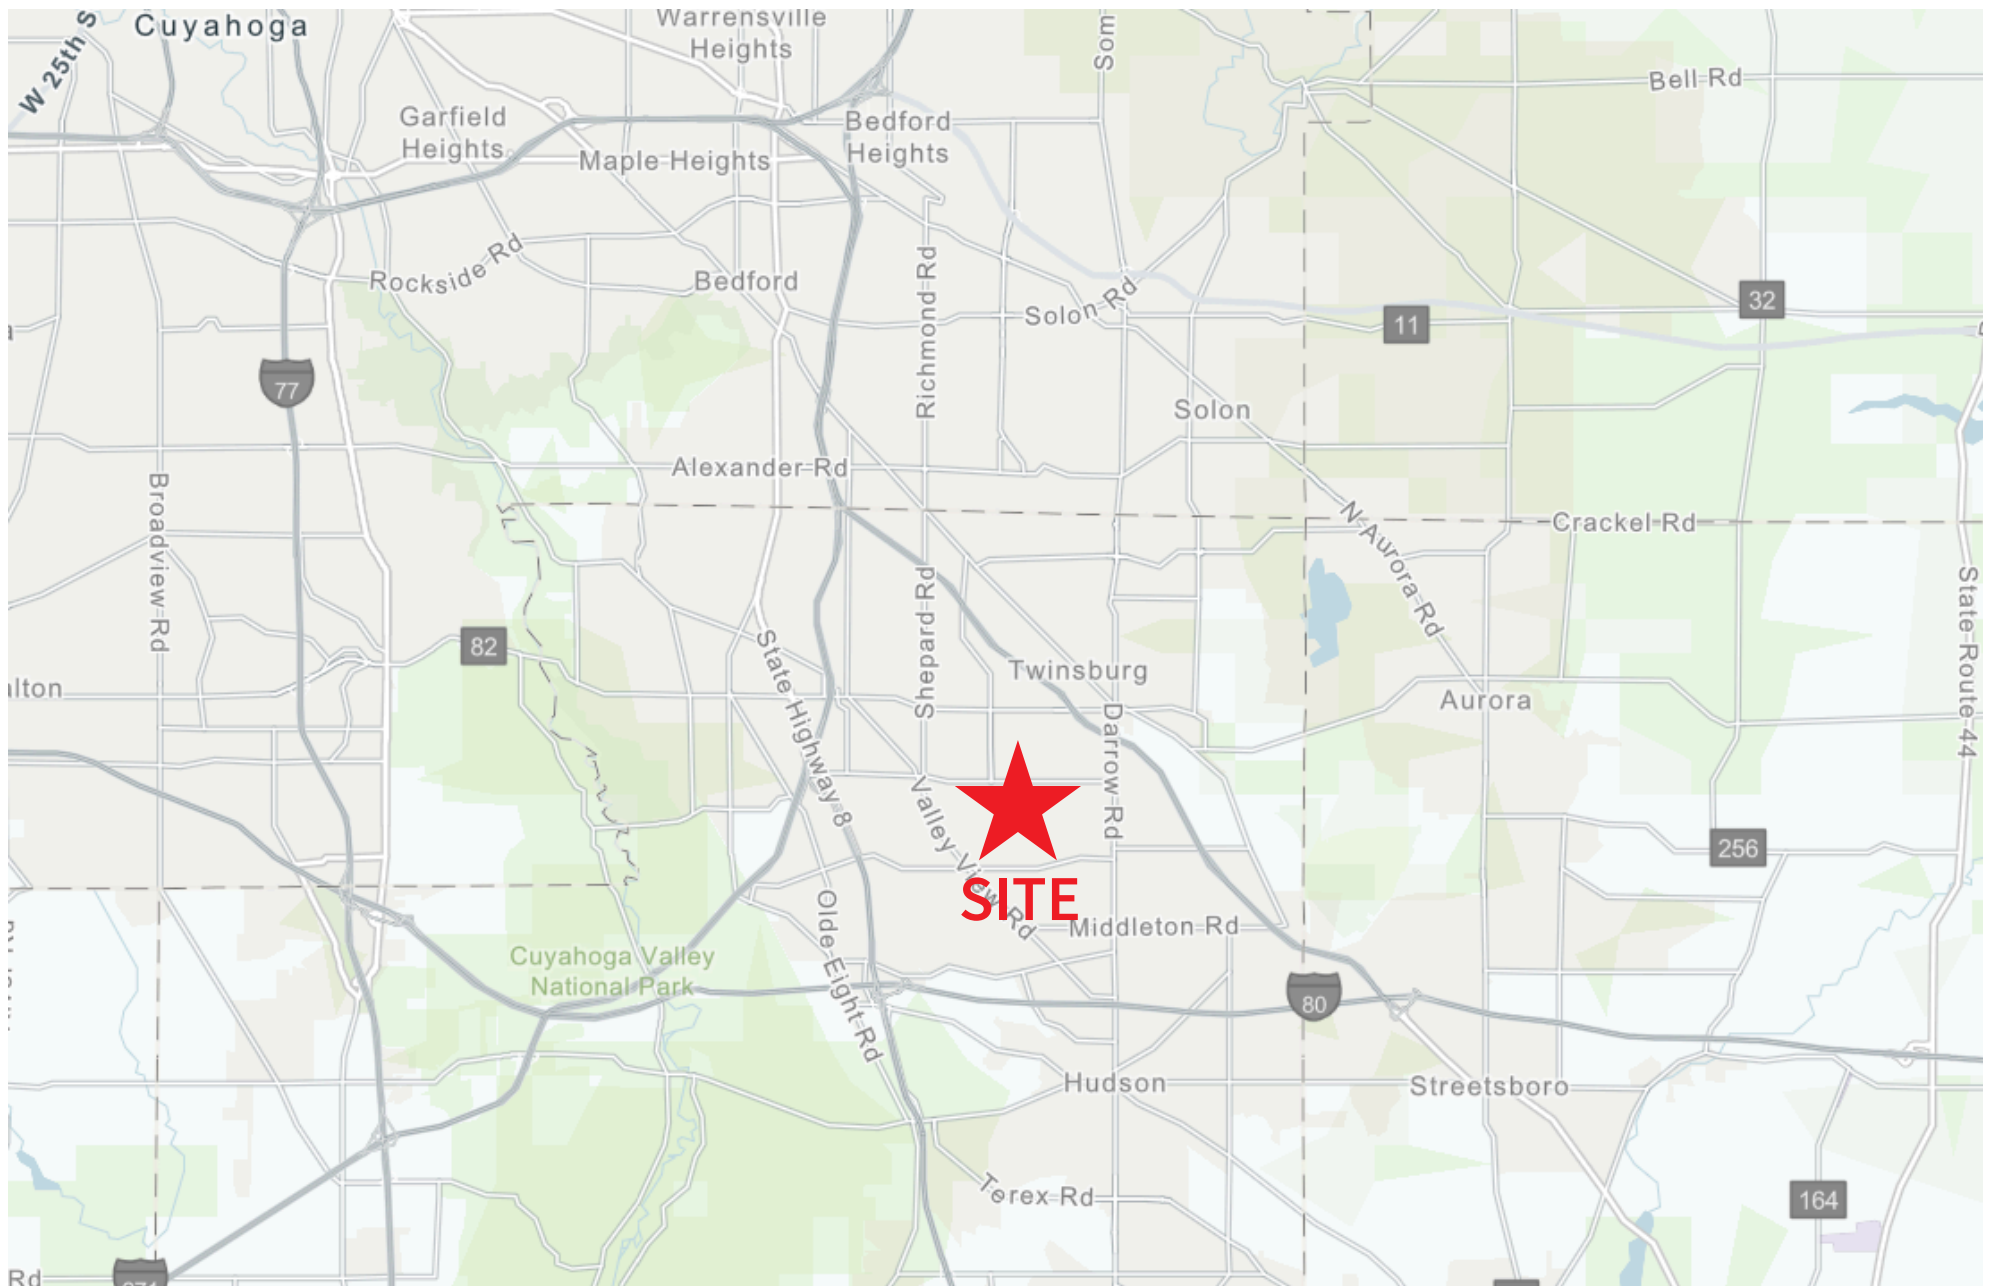 Cuyahoga
W 25th S
Warrensville
Heights
Som
Bell Rd
Garfield
Heights
Maple Heights
Bedford
Heights
Rockside Rd
Bedford
Richmond Rd
Solon Rd
32
11
77
Solon
Alexander Rd
Broadview Rd
N Aurora Rd
Crackel Rd
82
Shepard Rd
State Route 44
State Highway 8
Twinsburg
alton
Aurora
Darrow Rd
Valley View Rd
256
SITE
Olde Eight Rd
Middleton Rd
Cuyahoga Valley
National Park
80
Hudson
Streetsboro
Terex Rd
164
Rd
271